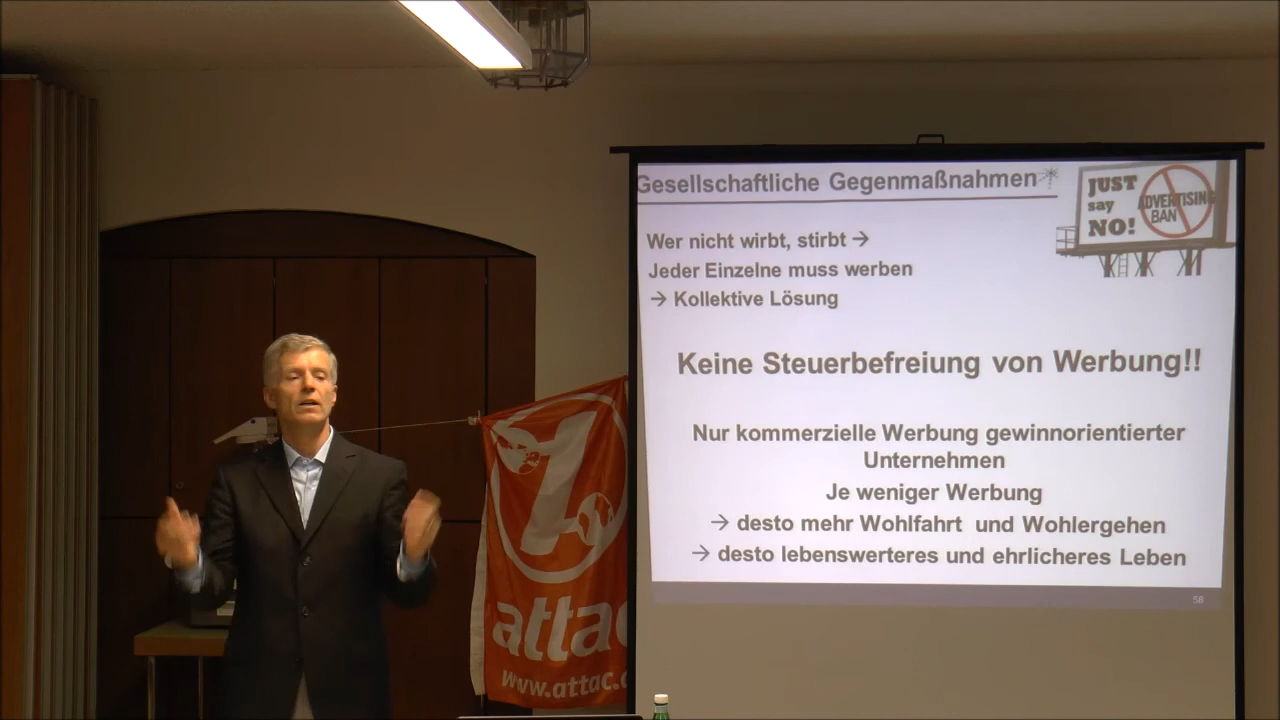 Gesellschaftliche Gegenmaßnahmen
JUST
say
NO!
ADVERTISING
BAN
Wer nicht wirbt, stirbt →
Jeder Einzelne muss werben
→ Kollektive Lösung
Keine Steuerbefreiung von Werbung!!
Nur kommerzielle Werbung gewinnorientierter
Unternehmen
Je weniger Werbung
→ desto mehr Wohlfahrt und Wohlergehen
→ desto lebenswerteres und ehrlicheres Leben
58
attac
www.attac.